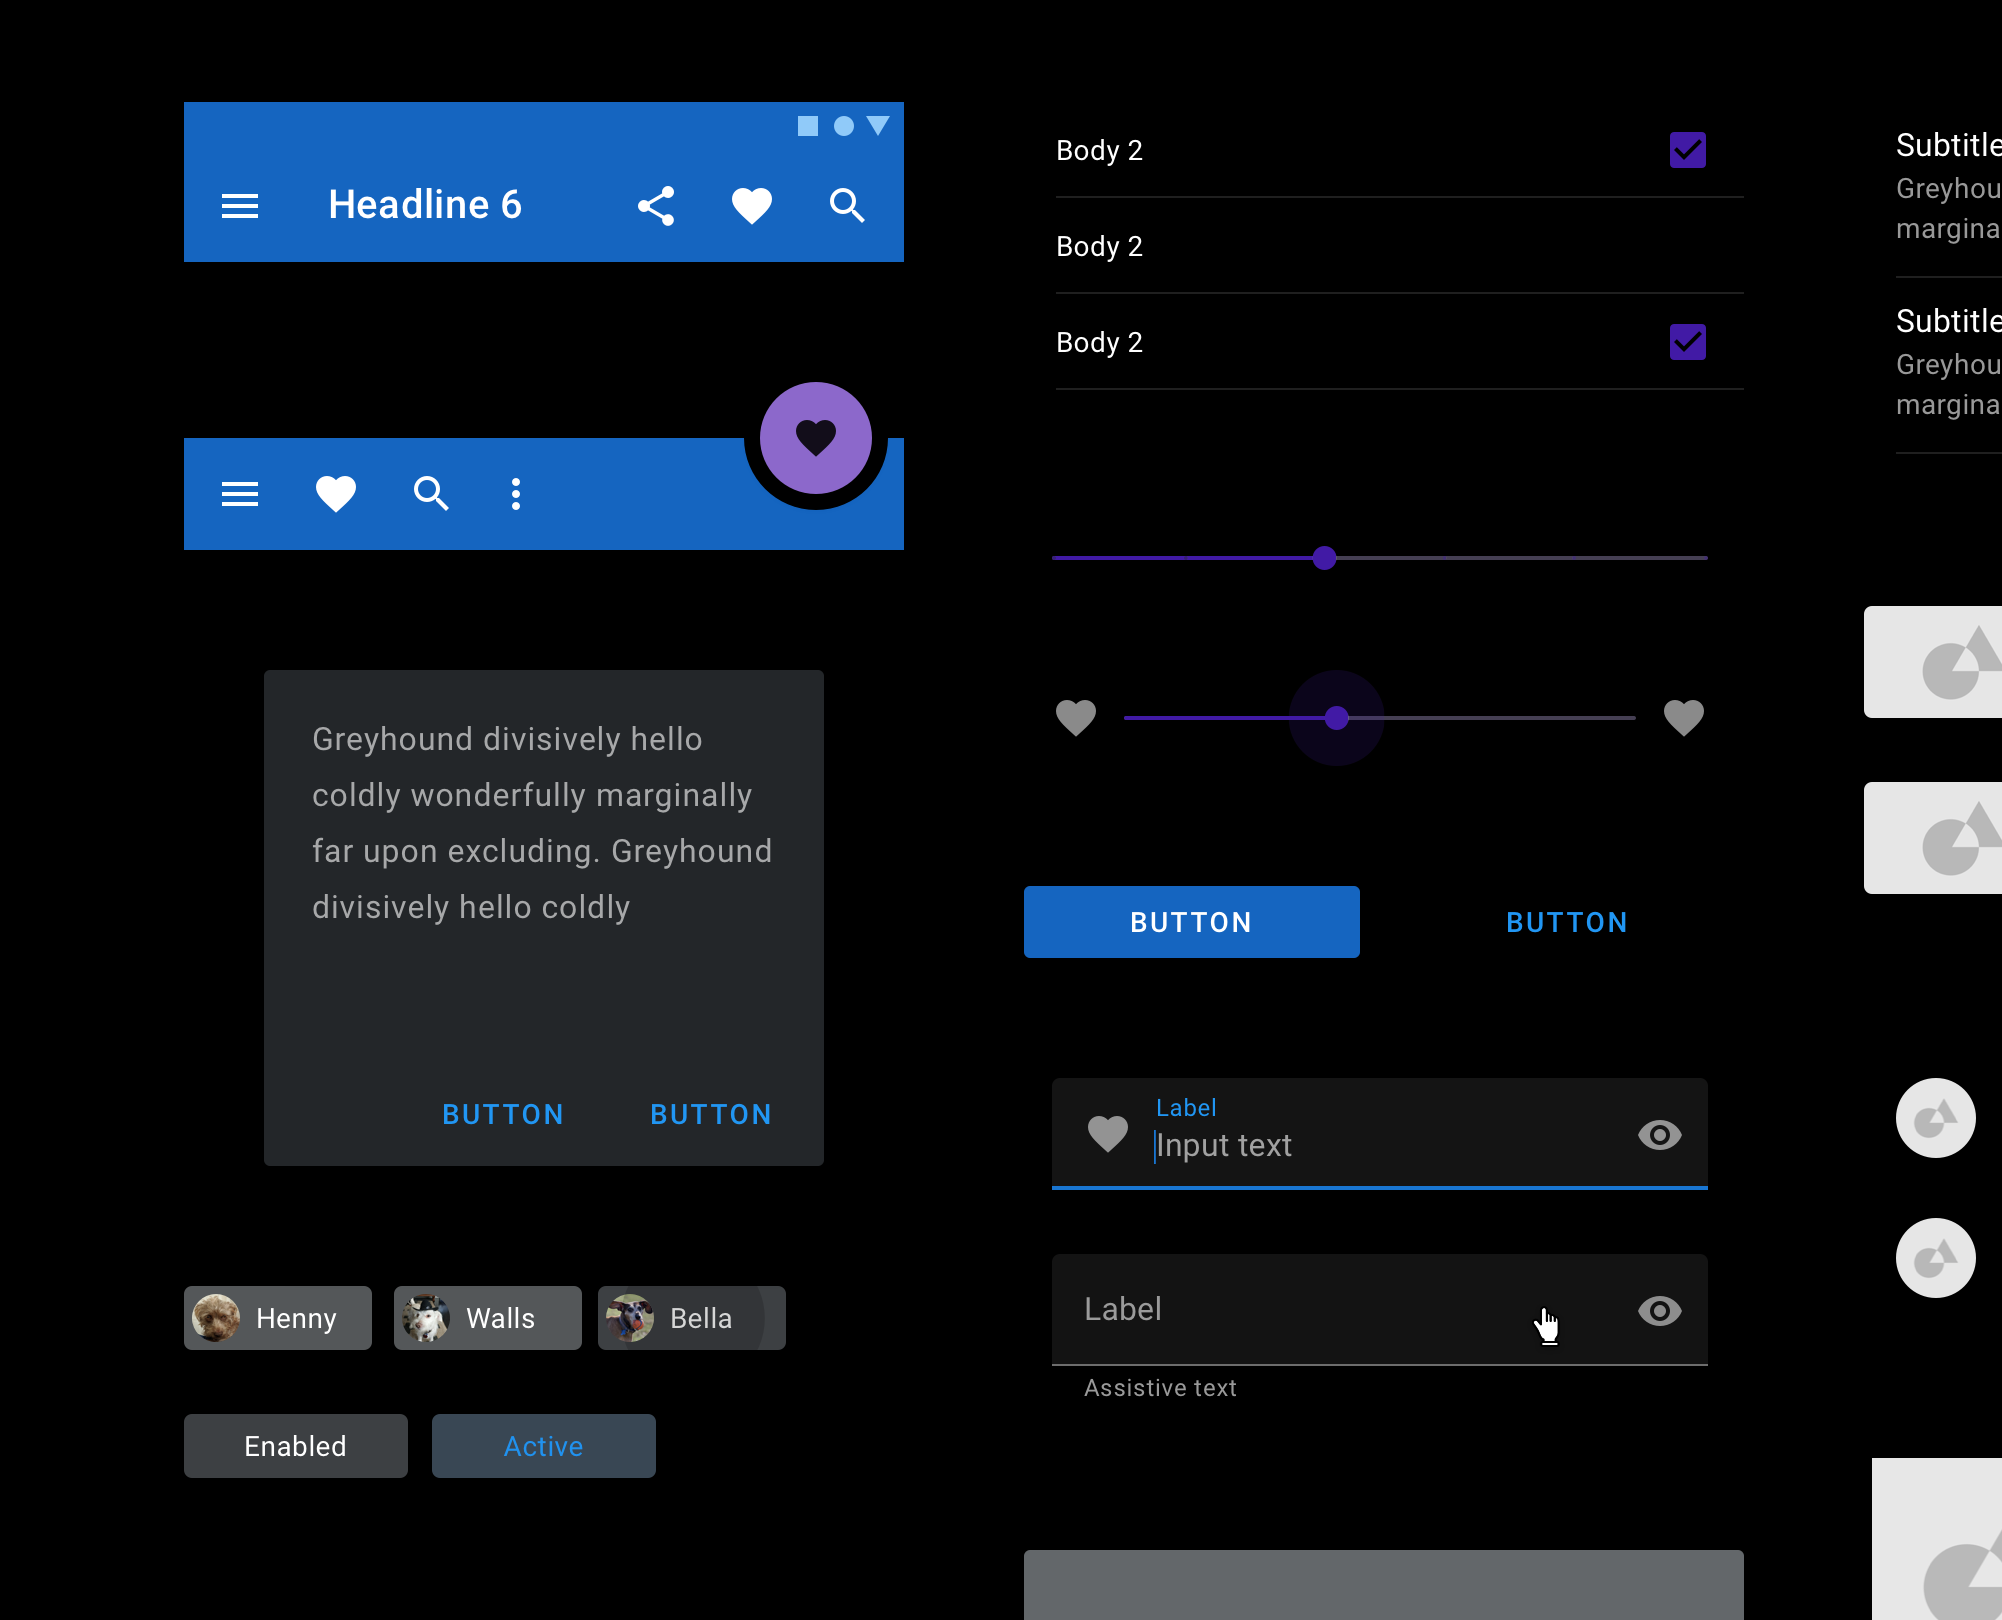 Headline 6
Greyhound divisively hello
coldly wonderfully marginally
far upon excluding. Greyhound
divisively hello coldly
BUTTON
BUTTON
Henny
Walls
Bella
Enabled
Active
Body 2
Body 2
Body 2
BUTTON
BUTTON
Label
Input text
Label
Assistive text
Subtitle
Greyhou
margina
Subtitle
Greyhou
margina